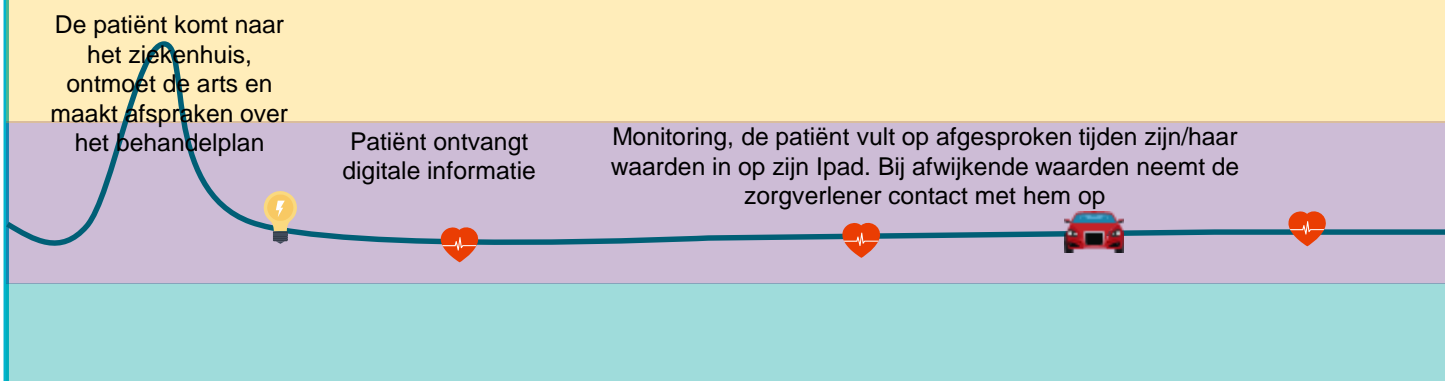 De patiënt komt naar
het ziekenhuis,
ontmoet de arts en
maakt afspraken over
het behandelplan
Patiënt ontvangt
digitale informatie
Monitoring, de patiënt vult op afgesproken tijden zijn/haar
waarden in op zijn Ipad. Bij afwijkende waarden neemt de
zorgverlener contact met hem op